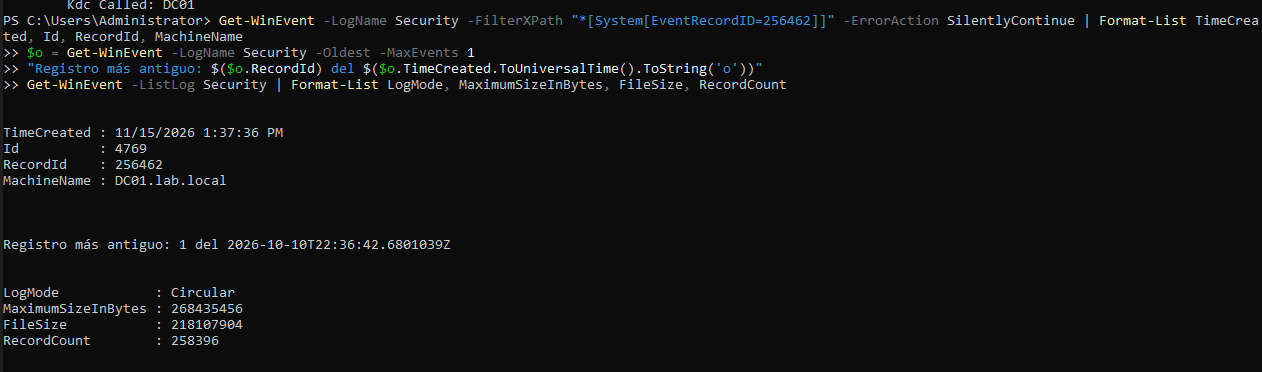 Kdc Called: DC01
PS C:\Users\Administrator> Get-WinEvent -LogName Security -FilterXPath "*[System[EventRecordID=256462]]" -ErrorAction SilentlyContinue | Format-List TimeCrea
ted, Id, RecordId, MachineName
>> $o = Get-WinEvent -LogName Security -Oldest -MaxEvents 1
>> "Registro más antiguo: $($o.RecordId) del $($o.TimeCreated.ToUniversalTime().ToString('o'))"
>> Get-WinEvent -ListLog Security | Format-List LogMode, MaximumSizeInBytes, FileSize, RecordCount
TimeCreated : 11/15/2026 1:37:36 PM
Id : 4769
RecordId : 256462
MachineName : DC01.lab.local
Registro más antiguo: 1 del 2026-10-10T22:36:42.6801039Z
LogMode : Circular
MaximumSizeInBytes : 268435456
FileSize : 218107904
RecordCount : 258396